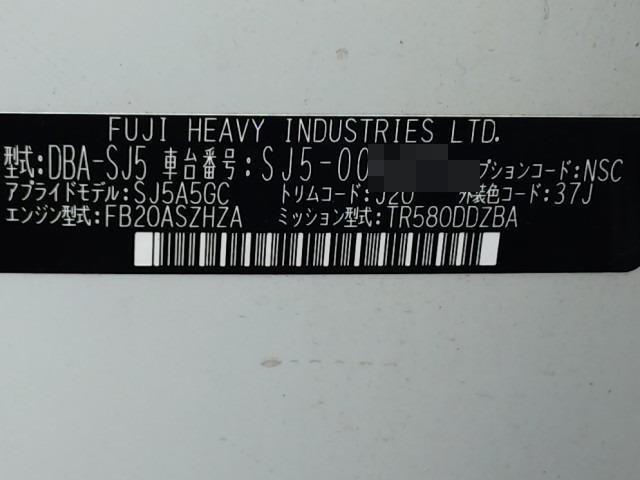 FUJI HEAVY INDUSTRIES LTD.
型式:DBA-SJ5 車台番号:SJ5-00 プションコード:NSC
アプライドモデル:SJ5A5GC トリムコード:J20 外装色コード:37J
エンジン型式:FB20ASZHZA ミッション型式:TR580DDZBA